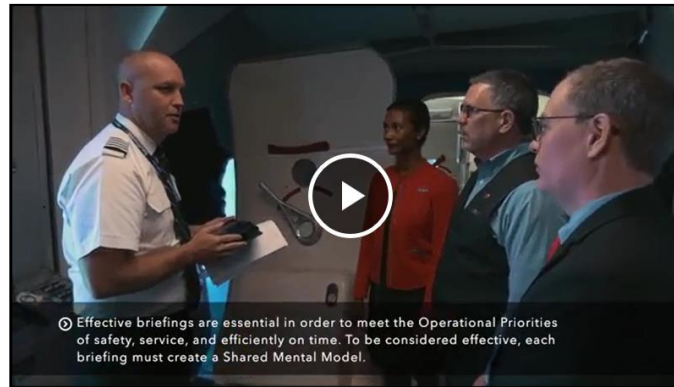 Effective briefings are essential in order to meet the Operational Priorities
of safety, service, and efficiently on time. To be considered effective, each
briefing must create a Shared Mental Model.